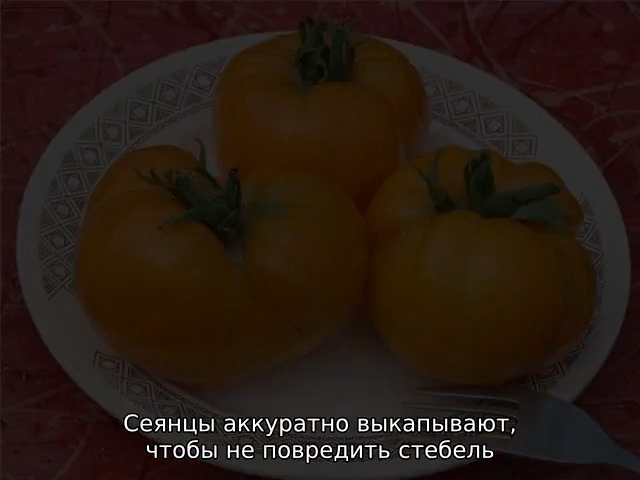 Сеянцы аккуратно выкапывают,
чтобы не повредить стебель